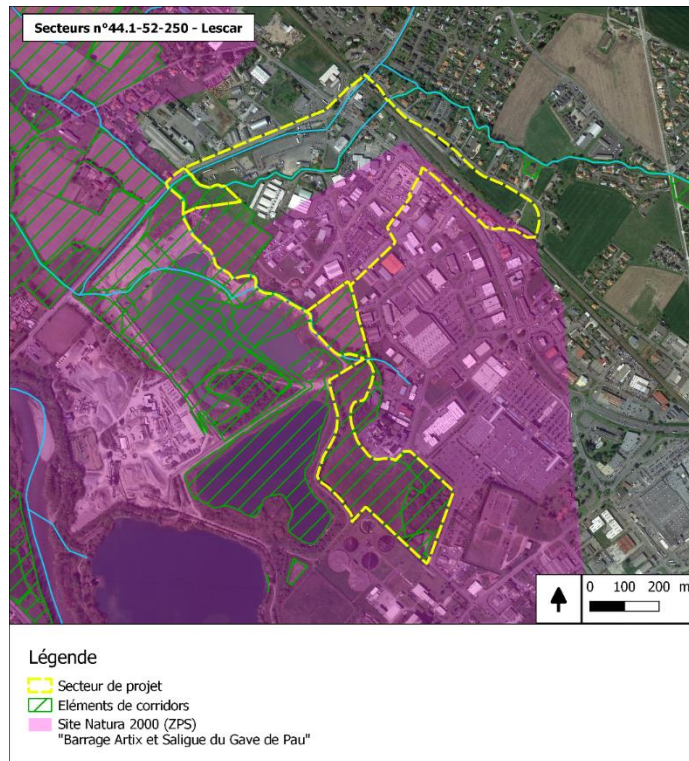 Secteurs n°44.1-52-250 - Lescar
0 100 200 m
Légende
Secteur de projet
Eléments de corridors
Site Natura 2000 (ZPS)
"Barrage Artix et Saligue du Gave de Pau"